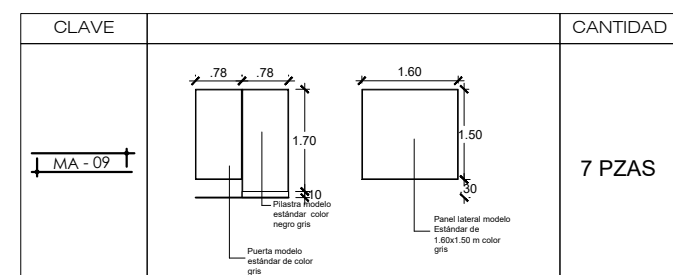 CLAVE
CANTIDAD
MA - 09
.78
.78
1.70
.10
Pilastra modelo
estándar color
negro gris
Puerta modelo
estándar de color
gris
1.60
1.50
.30
Panel lateral modelo
Estándar de
1.60x1.50 m color
gris
7 PZAS